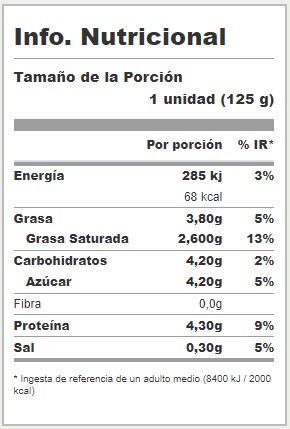 Info. Nutricional
Tamaño de la Porción
1 unidad (125 g)
Por porción % IR*
Energía 285 kj 3%
68 kcal
Grasa 3,80g 5%
Grasa Saturada 2,600g 13%
Carbohidratos 4,20g 2%
Azúcar 4,20g 5%
Fibra 0,0g
Proteína 4,30g 9%
Sal 0,30g 5%
* Ingesta de referencia de un adulto medio (8400 kJ / 2000
kcal)